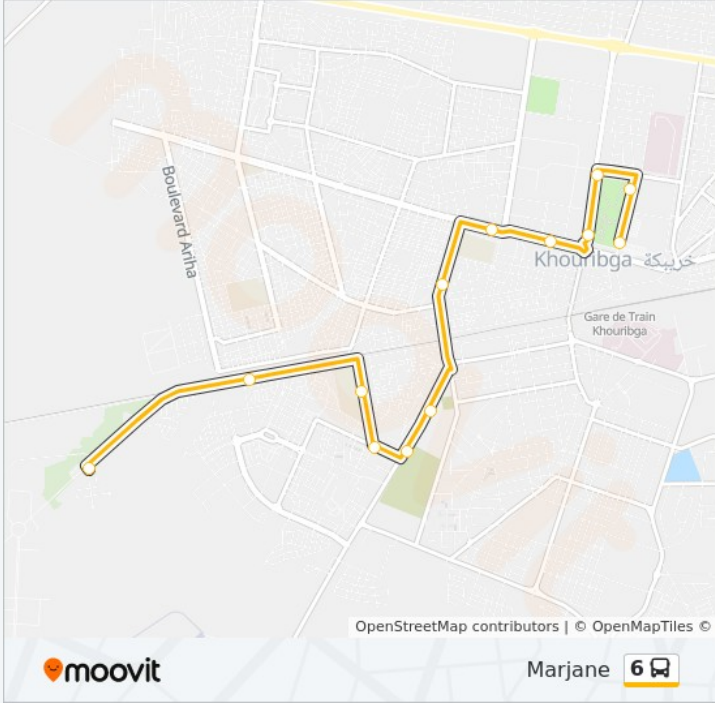 Boulevard Ariha
Khouribga خريبكة
Gare de Train
Khouribga
OpenStreetMap contributors | © OpenMapTiles ©
moovit
Marjane 6